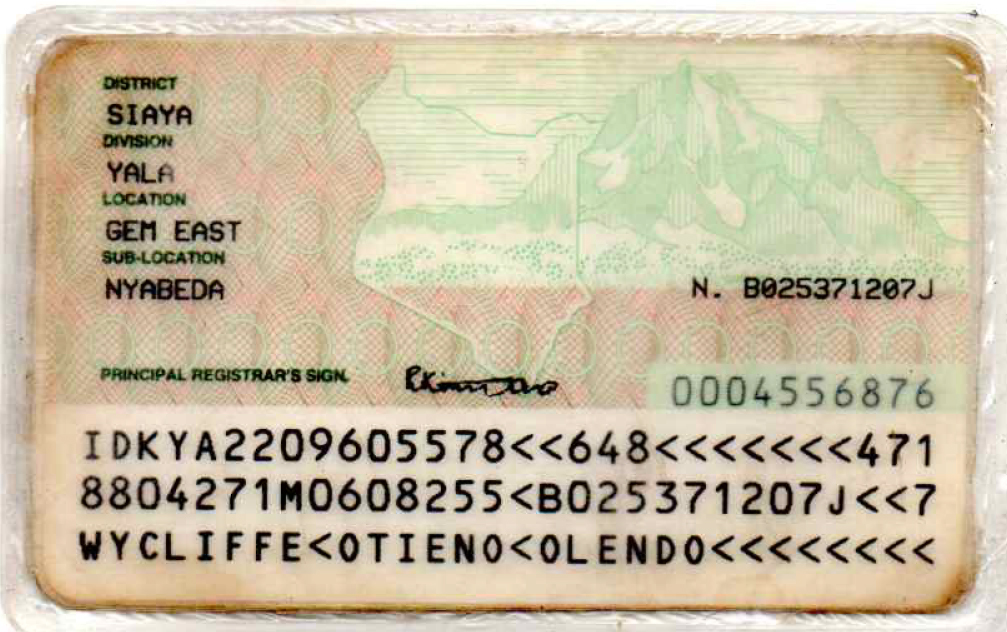 DISTRICT
SIAYA
DIVISION
YALA
LOCATION
GEM EAST
SUB-LOCATION
NYABEDA
N. B025371207J
PRINCIPAL REGISTRAR'S SIGN.
0004556876
IDKYA2209605578<<648<<<<<<<471
8804271M0608255<B025371207J<<7
WYCLIFFE<OTIENO<OLENDO<<<<<<<<